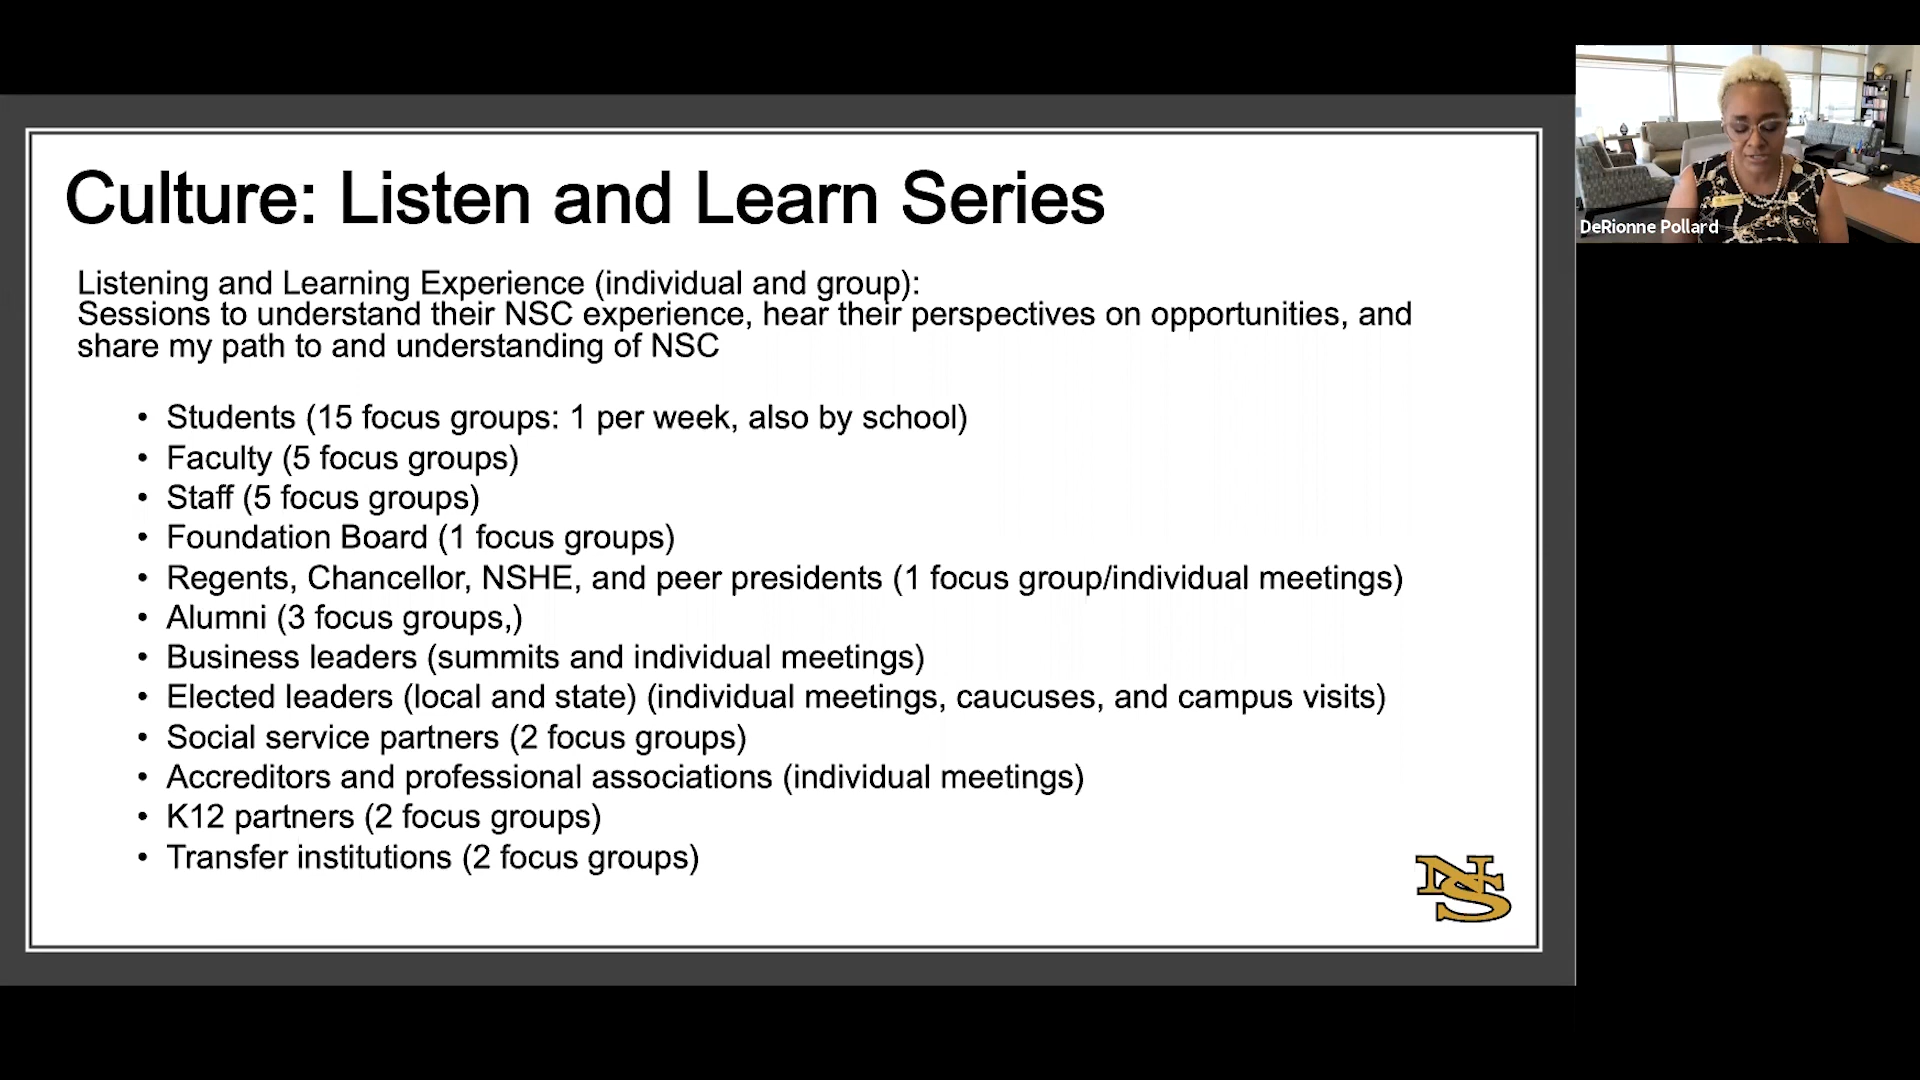 Culture: Listen and Learn Series
Listening and Learning Experience (individual and group):
Sessions to understand their NSC experience, hear their perspectives on opportunities, and
share my path to and understanding of NSC
• Students (15 focus groups: 1 per week, also by school)
• Faculty (5 focus groups)
• Staff (5 focus groups)
• Foundation Board (1 focus groups)
• Regents, Chancellor, NSHE, and peer presidents (1 focus group/individual meetings)
• Alumni (3 focus groups,)
• Business leaders (summits and individual meetings)
• Elected leaders (local and state) (individual meetings, caucuses, and campus visits)
• Social service partners (2 focus groups)
• Accreditors and professional associations (individual meetings)
• K12 partners (2 focus groups)
• Transfer institutions (2 focus groups)
NS
DeRionne Pollard